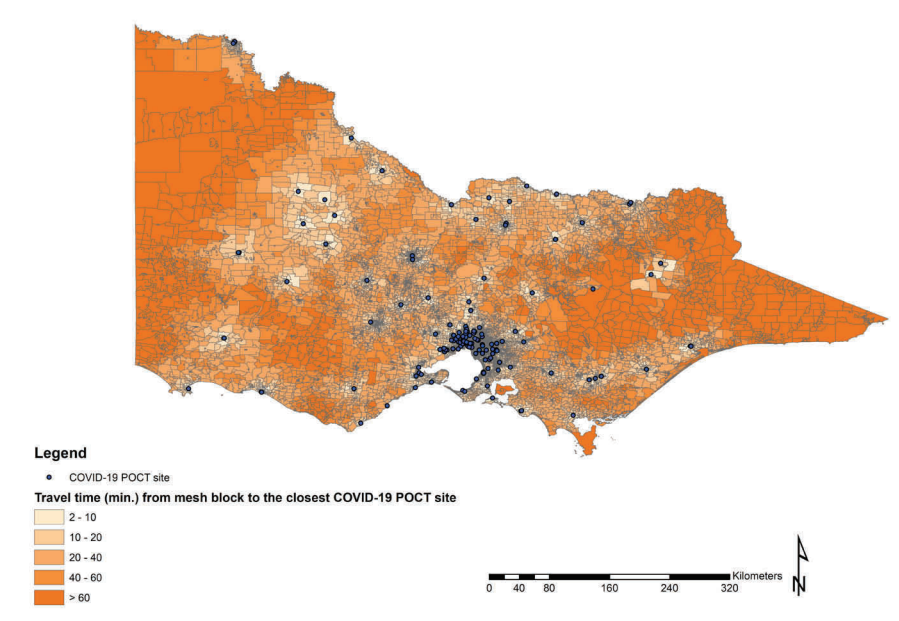 Legend
COVID-19 POCT site
Travel time (min.) from mesh block to the closest COVID-19 POCT site
2 - 10
10 - 20
20 - 40
40 - 60
> 60
Kilometers
0 40 80 160 240 320
N